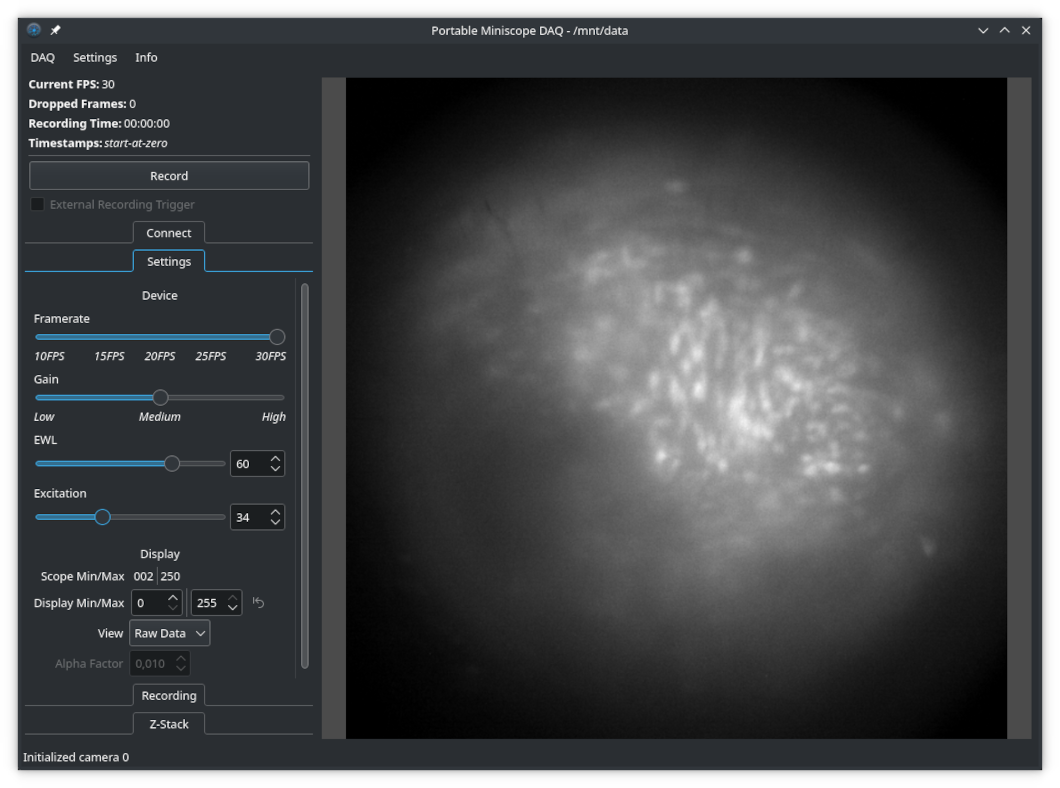 Portable Miniscope DAQ - /mnt/data
DAQ Settings Info
Current FPS: 30
Dropped Frames: 0
Recording Time: 00:00:00
Timestamps: start-at-zero
Record
External Recording Trigger
Connect
Settings
Device
Framerate
10FPS 15FPS 20FPS 25FPS 30FPS
Gain
Low Medium High
EWL
60
Excitation
34
Display
Scope Min/Max 002 250
Display Min/Max 0 255
View Raw Data
Alpha Factor 0,010
Recording
Z-Stack
Initialized camera 0